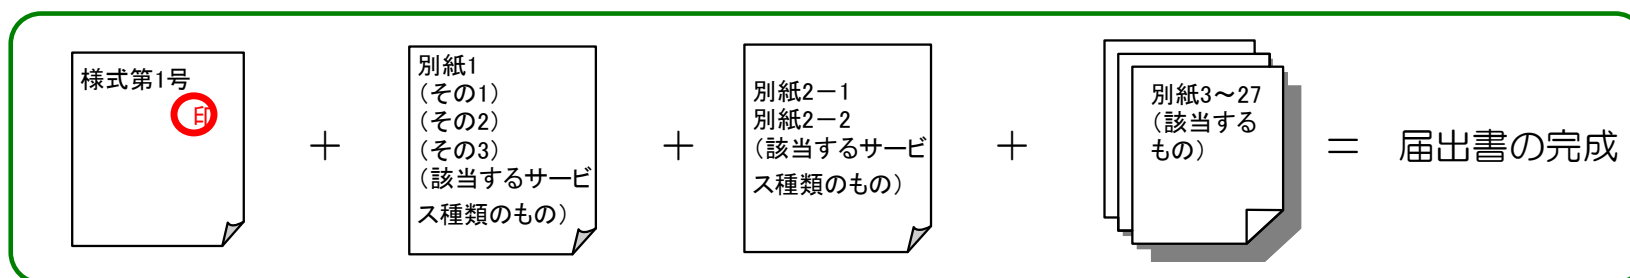 様式第1号
印
+
別紙1
(その1)
(その2)
(その3)
(該当するサービ
ス種類のもの)
+
別紙2-1
別紙2-2
(該当するサービ
ス種類のもの)
+
別紙3~27
(該当する
もの)
= 届出書の完成